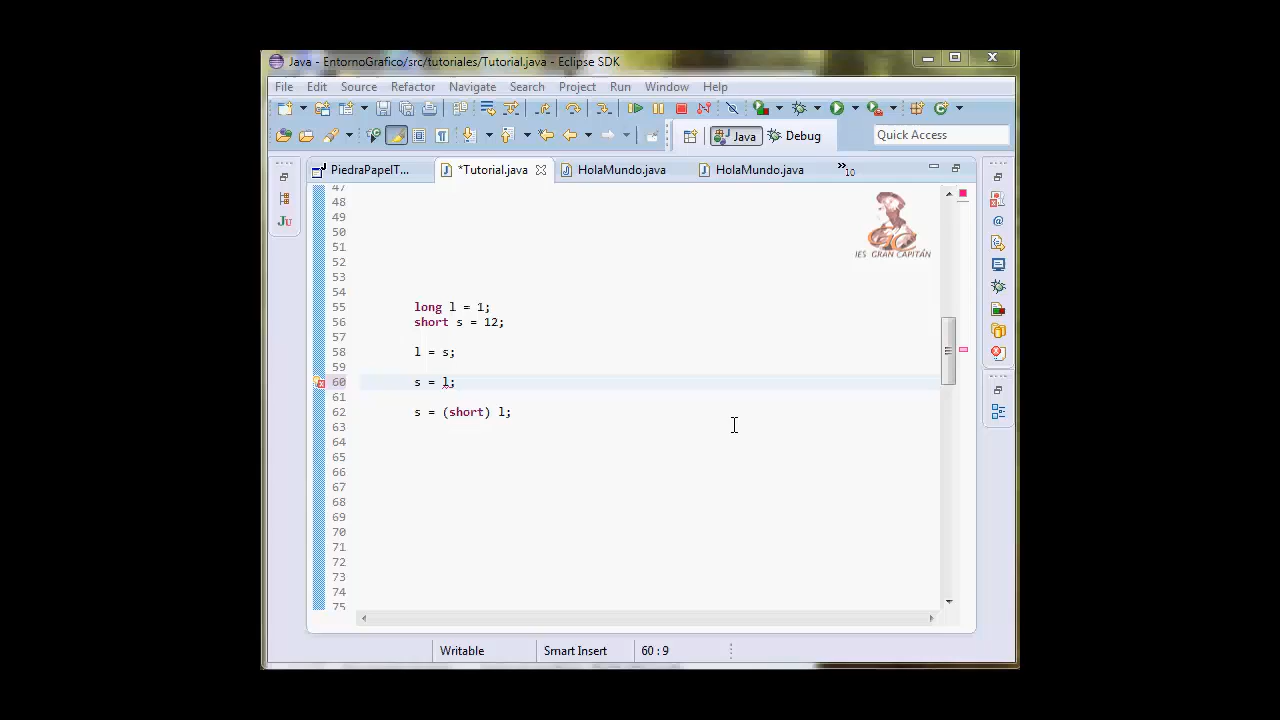 Java - EntornoGrafico/src/tutoriales/Tutorial.java - Eclipse SDK
File Edit Source Refactor Navigate Search Project Run Window Help
Java Debug Quick Access
PiedraPapelT... *Tutorial.java HolaMundo.java HolaMundo.java »10
Ju
@
IES GRAN CAPITÁN
47
48
49
50
51
52
53
54
55 long l = 1;
56 short s = 12;
57
58 l = s;
59
60 s = l;
61
62 s = (short) l;
63
64
65
66
67
68
69
70
71
72
73
74
75
Writable Smart Insert 60 : 9